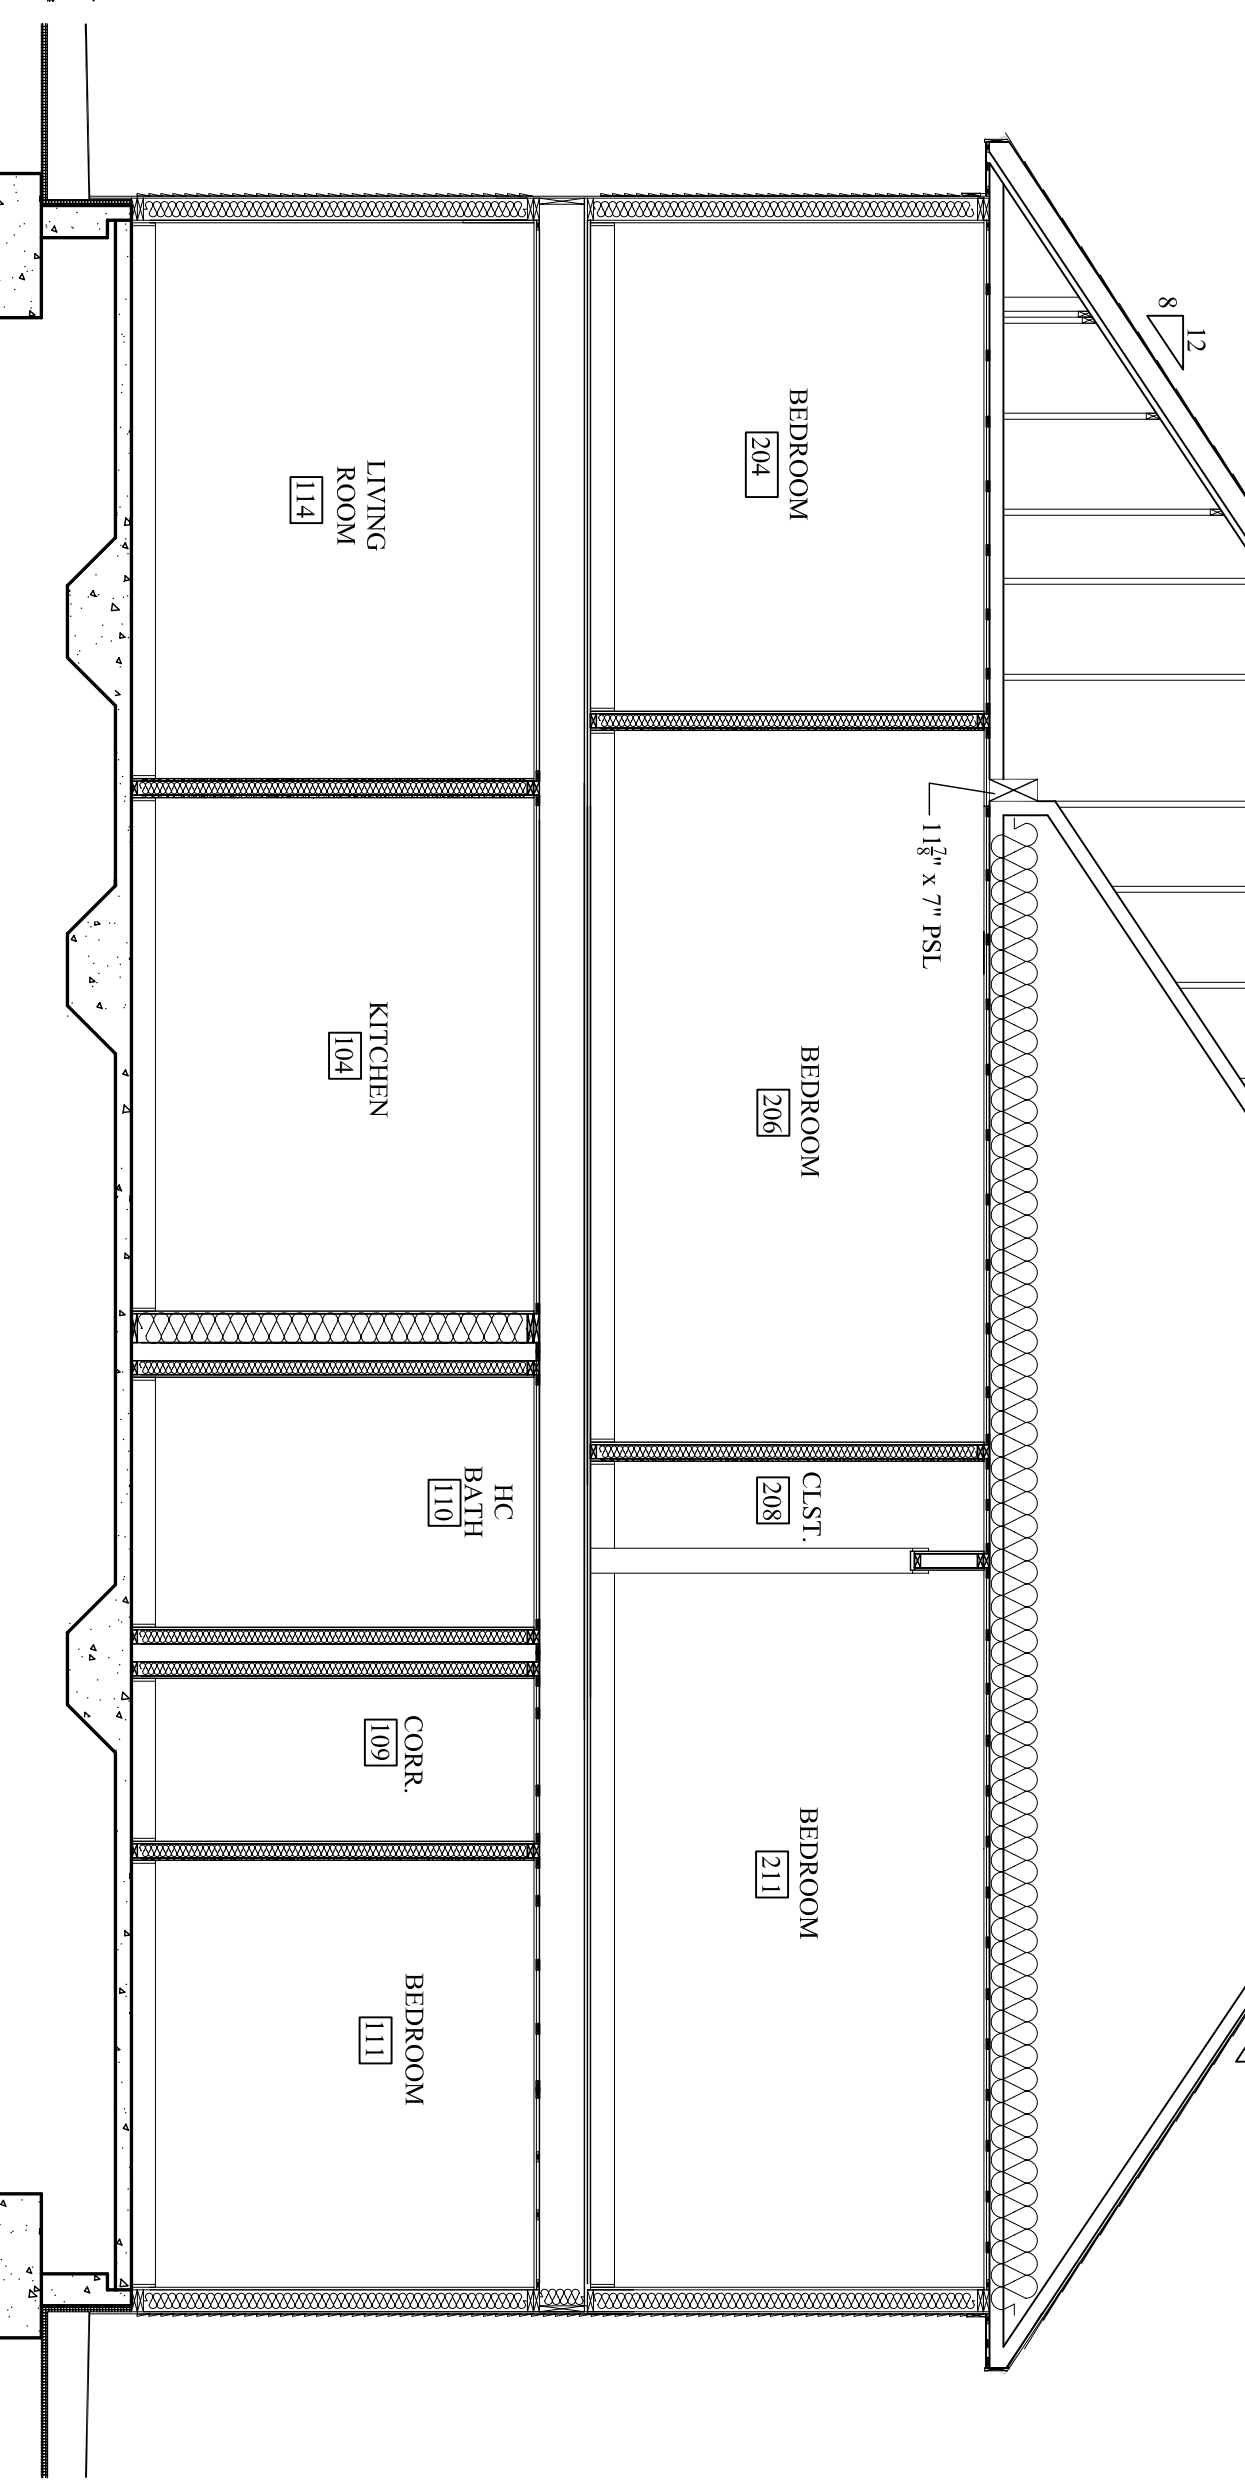 12
8
BEDROOM
204
11⅞" x 7" PSL
BEDROOM
206
CLST.
208
BEDROOM
211
LIVING
ROOM
114
KITCHEN
104
HC
BATH
110
CORR.
109
BEDROOM
111